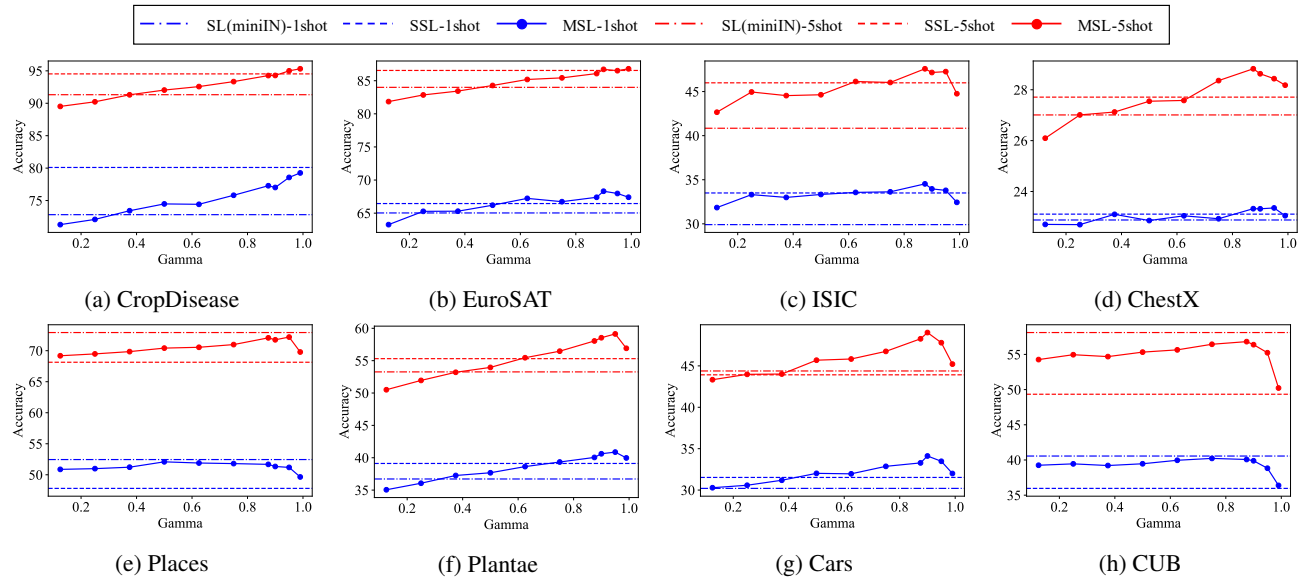 SL(miniIN)-1shot SSL-1shot MSL-1shot SL(miniIN)-5shot SSL-5shot MSL-5shot
Accuracy
95
90
85
80
75
0.2 0.4 0.6 0.8 1.0
Gamma
(a) CropDisease
Accuracy
85
80
75
70
65
0.2 0.4 0.6 0.8 1.0
Gamma
(b) EuroSAT
Accuracy
45
40
35
30
0.2 0.4 0.6 0.8 1.0
Gamma
(c) ISIC
Accuracy
28
26
24
0.2 0.4 0.6 0.8 1.0
Gamma
(d) ChestX
Accuracy
70
65
60
55
50
0.2 0.4 0.6 0.8 1.0
Gamma
(e) Places
Accuracy
60
55
50
45
40
35
0.2 0.4 0.6 0.8 1.0
Gamma
(f) Plantae
Accuracy
45
40
35
30
0.2 0.4 0.6 0.8 1.0
Gamma
(g) Cars
Accuracy
55
50
45
40
35
0.2 0.4 0.6 0.8 1.0
Gamma
(h) CUB